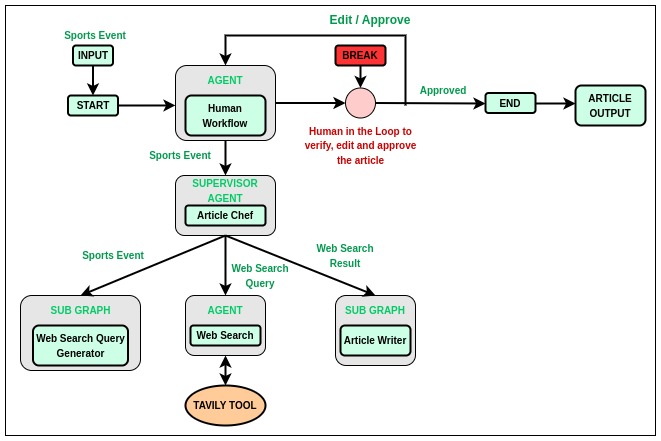 Edit / Approve
Sports Event
INPUT
BREAK
AGENT
START
Human
Workflow
Approved
END
ARTICLE
OUTPUT
Human in the Loop to
verify, edit and approve
the article
Sports Event
SUPERVISOR
AGENT
Article Chef
Sports Event
Web Search
Query
Web Search
Result
SUB GRAPH
Web Search Query
Generator
AGENT
Web Search
SUB GRAPH
Article Writer
TAVILY TOOL